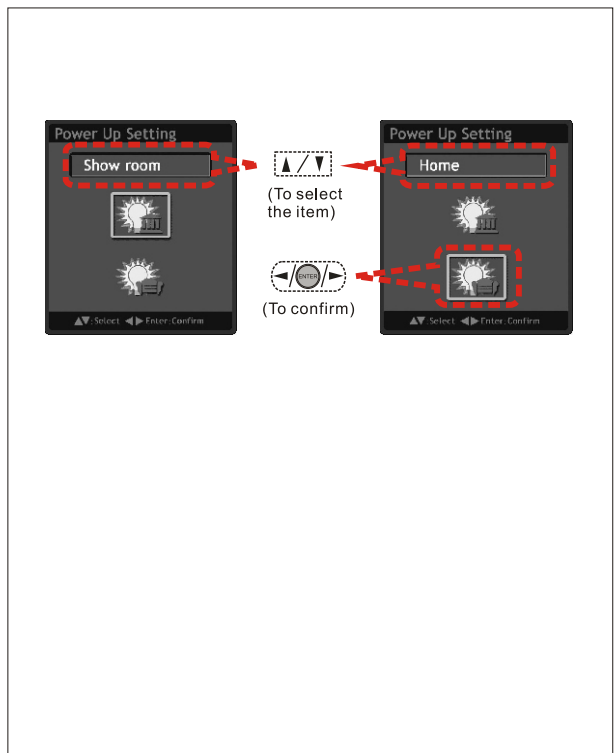 Power Up Setting
Show room
▲▼:Select ◀▶ Enter:Confirm
▲/▼
(To select
the item)
◄/ENTER/►
(To confirm)
Power Up Setting
Home
▲▼:Select ◀▶ Enter:Confirm